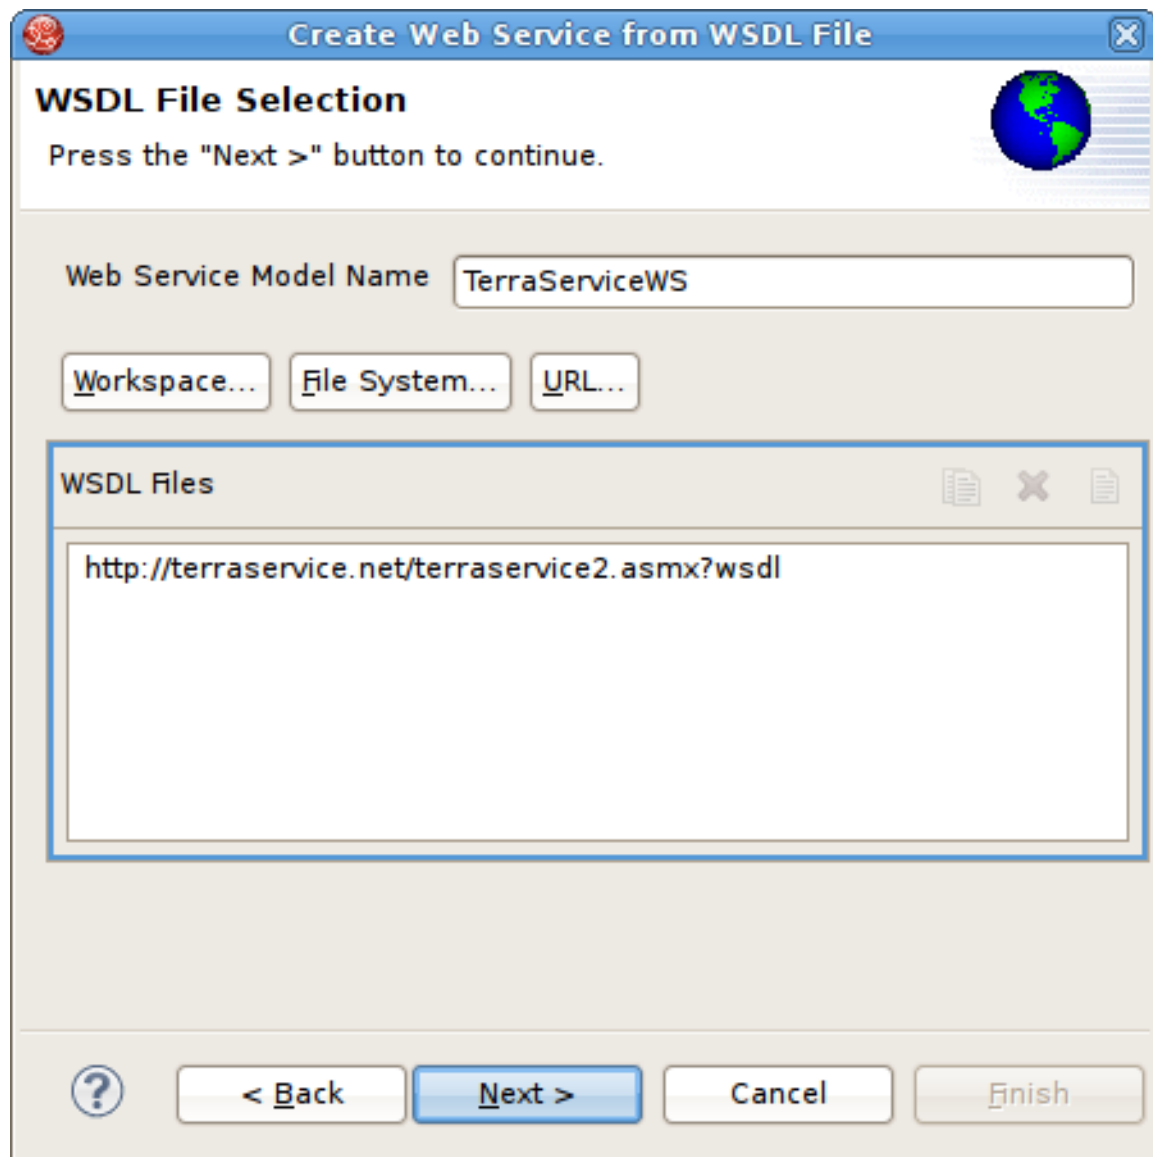 Create Web Service from WSDL File
WSDL File Selection
Press the "Next >" button to continue.
Web Service Model Name TerraServiceWS
Workspace... File System... URL...
WSDL Files
http://terraservice.net/terraservice2.asmx?wsdl
? < Back Next > Cancel Finish